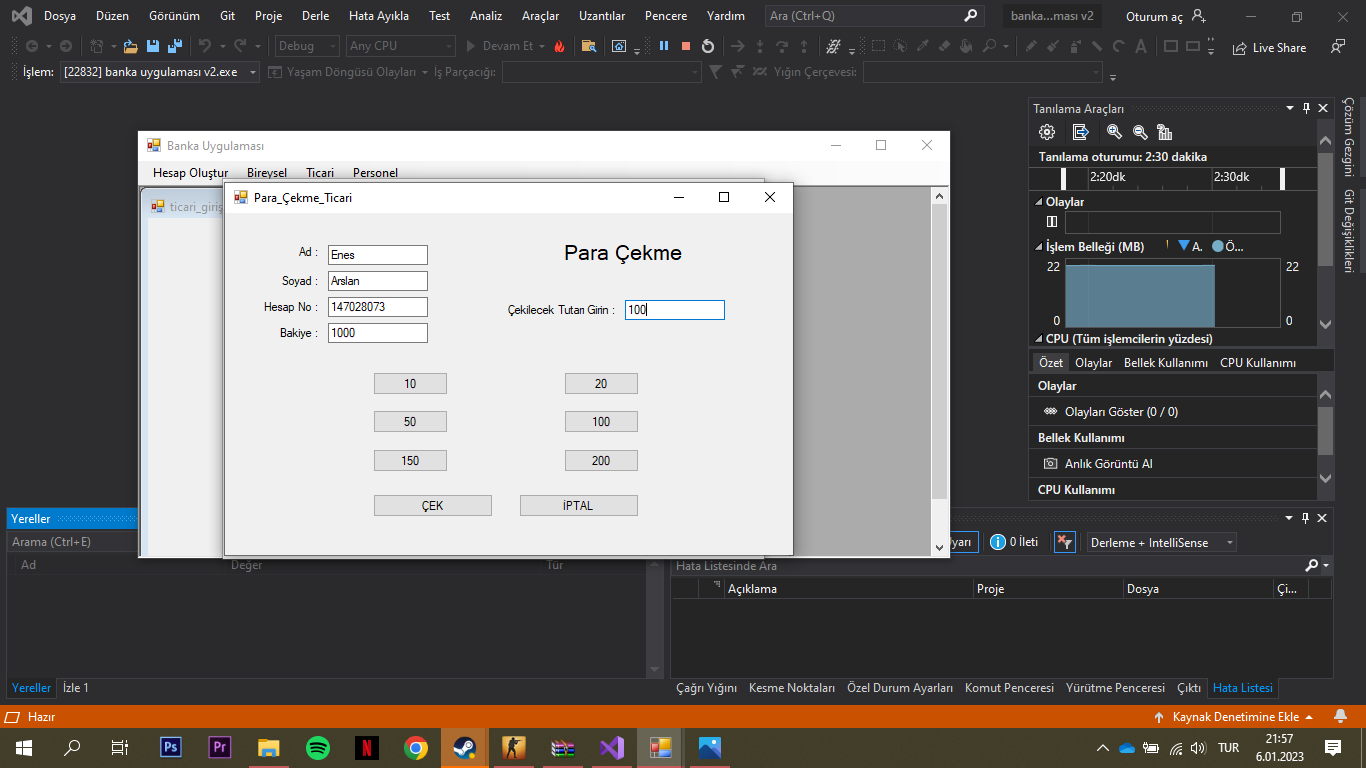 Dosya Düzen Görünüm Git Proje Derle Hata Ayıkla Test Analiz Araçlar Uzantılar Pencere Yardım Ara (Ctrl+Q) banka...ması v2 Oturum aç
Debug Any CPU Devam Et Live Share
İşlem: [22832] banka uygulaması v2.exe Yaşam Döngüsü Olayları İş Parçacığı: Yığın Çerçevesi:
Banka Uygulaması
Hesap Oluştur Bireysel Ticari Personel
ticari_giriş
Para_Çekme_Ticari
Ad : Enes
Soyad : Arslan
Hesap No : 147028073
Bakiye : 1000
Para Çekme
Çekilecek Tutarı Girin : 100
10 20
50 100
150 200
ÇEK İPTAL
Tanılama Araçları
Tanılama oturumu: 2:30 dakika
2:20dk 2:30dk
Olaylar
İşlem Belleği (MB) A. Ö...
22 22
0 0
CPU (Tüm işlemcilerin yüzdesi)
Özet Olaylar Bellek Kullanımı CPU Kullanımı
Olaylar
Olayları Göster (0 / 0)
Bellek Kullanımı
Anlık Görüntü Al
CPU Kullanımı
Çözüm Gezgini
Git Değişiklikleri
Yereller
Arama (Ctrl+E)
Ad Değer Tür
Yereller İzle 1
yarı 0 İleti Derleme + IntelliSense
Hata Listesinde Ara
Açıklama Proje Dosya Çi...
Çağrı Yığını Kesme Noktaları Özel Durum Ayarları Komut Penceresi Yürütme Penceresi Çıktı Hata Listesi
Hazır Kaynak Denetimine Ekle
Ps Pr N TUR 21:57
6.01.2023